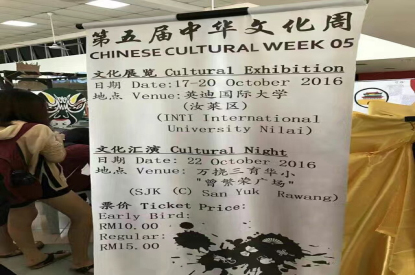 第五届中华文化周
CHINESE CULTURAL WEEK 05
文化展览 Cultural Exhibition
日期 Date:17-20 October 2016
地点 Venue:英迪国际大学
(汝莱区)
(INTI International
University Nilai)
文化汇演 Cultural Night
日期 Date: 22 October 2016
地点 Venue: 万挠三育华小
"曾繁荣广场"
(SJK (C) San Yuk Rawang)
票价 Ticket Price:
Early Bird:
RM10.00
Regular:
RM15.00